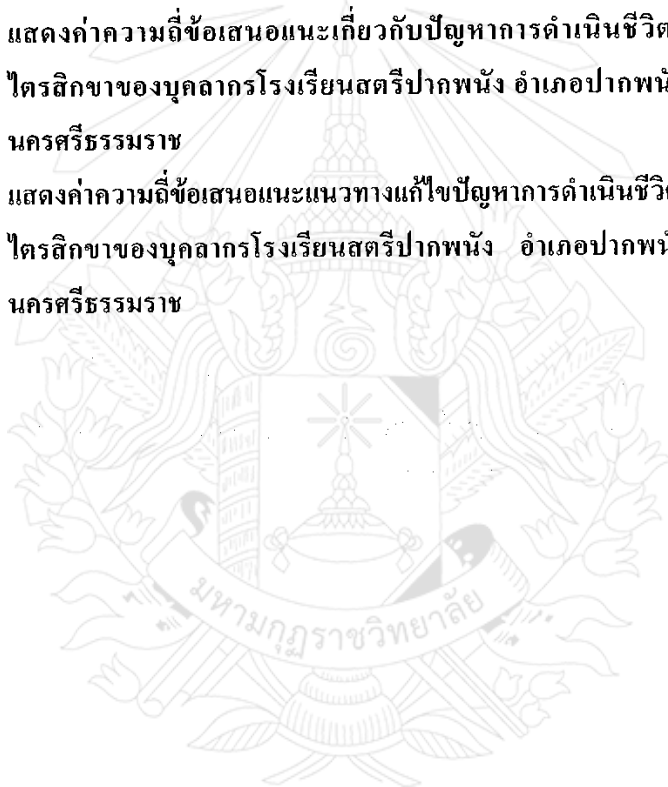 แสดงค่าความถี่ข้อเสนอแนะเกี่ยวกับปัญหาการดำเนินชีวิต
ไตรสิกขาของบุคลากรโรงเรียนสตรีปากพนัง อำเภอปากพนั
นครศรีธรรมราช
แสดงค่าความถี่ข้อเสนอแนะแนวทางแก้ไขปัญหาการดำเนินชีวิต
ไตรสิกขาของบุคลากรโรงเรียนสตรีปากพนัง อำเภอปากพนั
นครศรีธรรมราช
มหามกุฏราชวิทยาลัย